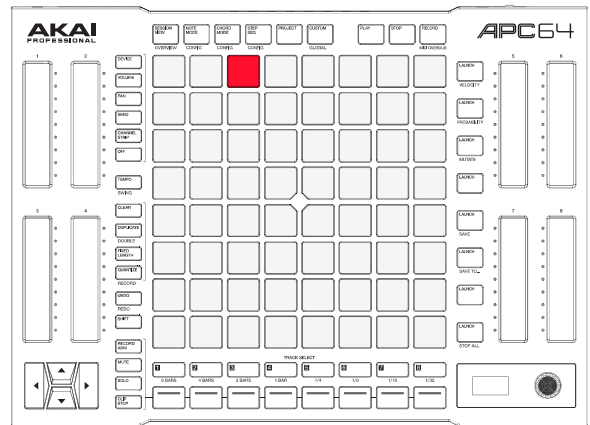 AKAI
PROFESSIONAL
SESSION VIEW
NOTE MODE
CHORD MODE
STEP SEQ
PROJECT
CUSTOM
PLAY
STOP
RECORD
OVERVIEW
CONFIG
CONFIG
CONFIG
GLOBAL
MIDI OVERDUB
APC64
1
2
5
6
DEVICE
VOLUME
PAN
SEND
CHANNEL STRIP
OFF
TEMPO
SWING
LAUNCH
VELOCITY
LAUNCH
PROBABILITY
LAUNCH
MUTATE
LAUNCH
3
4
7
8
CLEAR
DUPLICATE
DOUBLE
FIXED LENGTH
QUANTIZE
RECORD
UNDO
REDO
SHIFT
LAUNCH
SAVE
LAUNCH
SAVE TO...
LAUNCH
LAUNCH
STOP ALL
RECORD ARM
MUTE
SOLO
CLIP STOP
TRACK SELECT
1
2
3
4
5
6
7
8
8 BARS
4 BARS
2 BARS
1 BAR
1/4
1/8
1/16
1/32